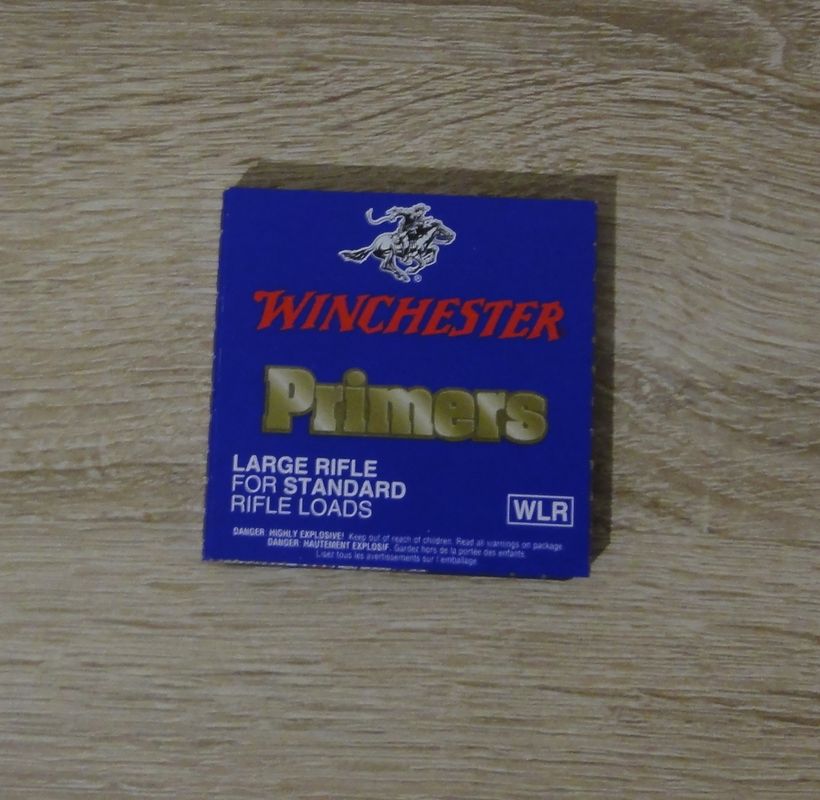 WINCHESTER
Primers
LARGE RIFLE
FOR STANDARD
RIFLE LOADS
WLR
DANGER: HIGHLY EXPLOSIVE! Keep out of reach of children. Read all warnings on package.
DANGER: HAUTEMENT EXPLOSIF. Gardez hors de la portée des enfants.
Lisez tous les avertissements sur l'emballage.